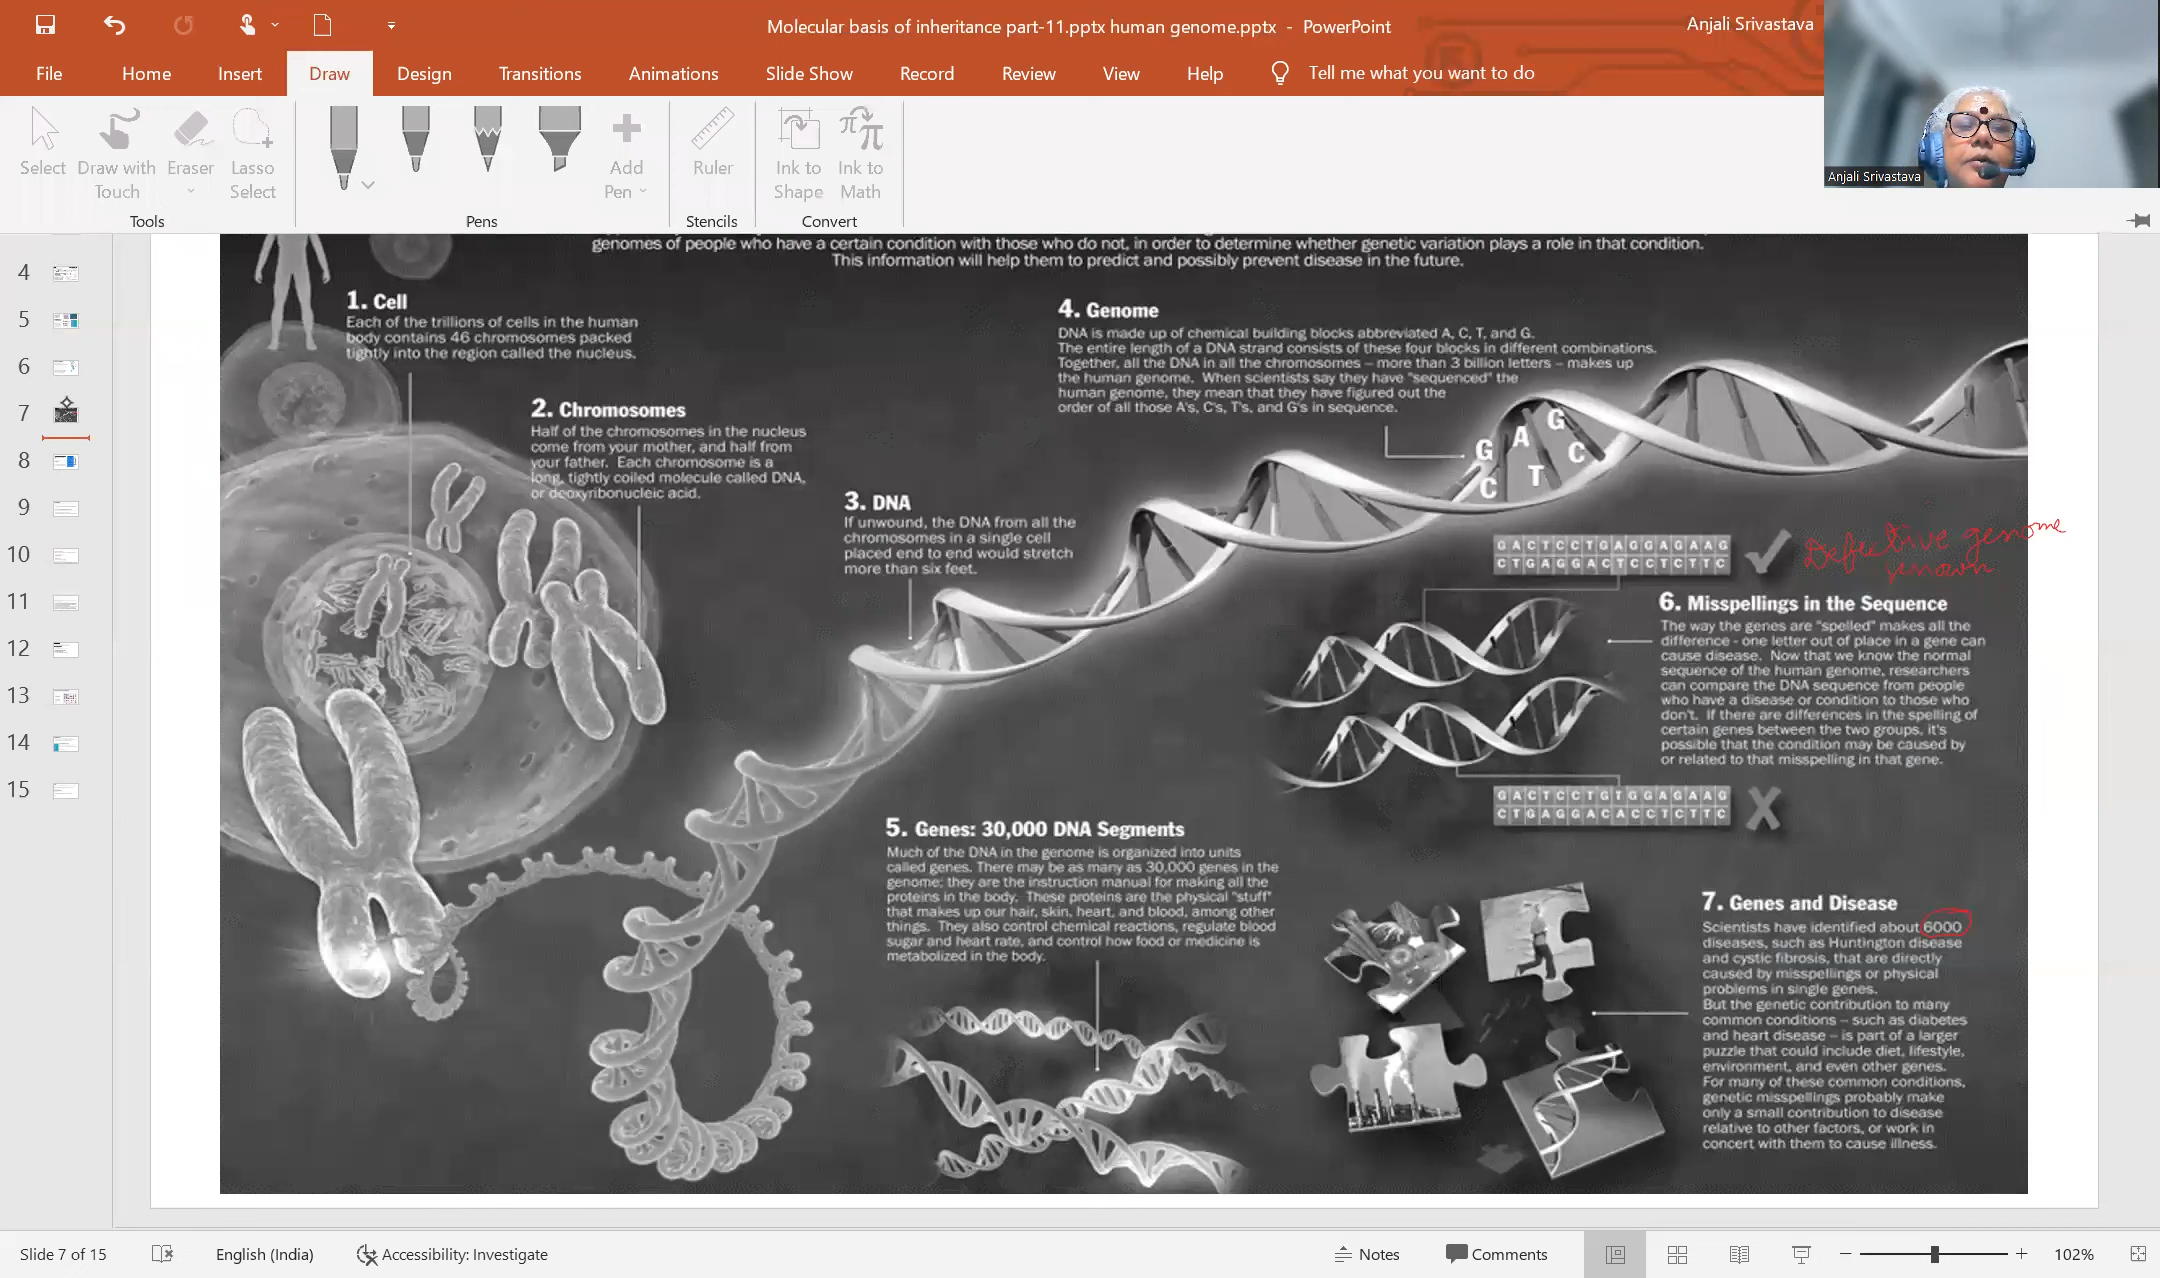 Molecular basis of inheritance part-11.pptx human genome.pptx - PowerPoint
Anjali Srivastava
File Home Insert Draw Design Transitions Animations Slide Show Record Review View Help Tell me what you want to do
Select
Draw with Touch
Eraser
Lasso Select
Add Pen
Ruler
Ink to Shape
Ink to Math
Tools
Pens
Stencils
Convert
Anjali Srivastava
4
5
6
7
8
9
10
11
12
13
14
15
genomes of people who have a certain condition with those who do not, in order to determine whether genetic variation plays a role in that condition.
This information will help them to predict and possibly prevent disease in the future.
1. Cell
Each of the trillions of cells in the human
body contains 46 chromosomes packed
tightly into the region called the nucleus.
2. Chromosomes
Half of the chromosomes in the nucleus
come from your mother, and half from
your father. Each chromosome is a
long, tightly coiled molecule called DNA,
or deoxyribonucleic acid.
3. DNA
If unwound, the DNA from all the
chromosomes in a single cell
placed end to end would stretch
more than six feet.
4. Genome
DNA is made up of chemical building blocks abbreviated A, C, T, and G.
The entire length of a DNA strand consists of these four blocks in different combinations.
Together, all the DNA in all the chromosomes – more than 3 billion letters – makes up
the human genome. When scientists say they have "sequenced" the
human genome, they mean that they have figured out the
order of all those A's, C's, T's, and G's in sequence.
G A G
C T C
GACTCCTGAGGAGAAG
CTGAGGACTCCTCTTC
Defective genome
6. Misspellings in the Sequence
The way the genes are "spelled" makes all the
difference - one letter out of place in a gene can
cause disease. Now that we know the normal
sequence of the human genome, researchers
can compare the DNA sequence from people
who have a disease or condition to those who
don't. If there are differences in the spelling of
certain genes between the two groups, it's
possible that the condition may be caused by
or related to that misspelling in that gene.
GACTCCTGTGGAGAAG
CTGAGGACACCTCTTC
X
5. Genes: 30,000 DNA Segments
Much of the DNA in the genome is organized into units
called genes. There may be as many as 30,000 genes in the
genome; they are the instruction manual for making all the
proteins in the body. These proteins are the physical "stuff"
that makes up our hair, skin, heart, and blood, among other
things. They also control chemical reactions, regulate blood
sugar and heart rate, and control how food or medicine is
metabolized in the body.
7. Genes and Disease
Scientists have identified about 6000
diseases, such as Huntington disease
and cystic fibrosis, that are directly
caused by misspellings or physical
problems in single genes.
But the genetic contribution to many
common conditions – such as diabetes
and heart disease – is part of a larger
puzzle that could include diet, lifestyle,
environment, and even other genes.
For many of these common conditions,
genetic misspellings probably make
only a small contribution to disease
relative to other factors, or work in
concert with them to cause illness.
Slide 7 of 15 English (India) Accessibility: Investigate Notes Comments 102%